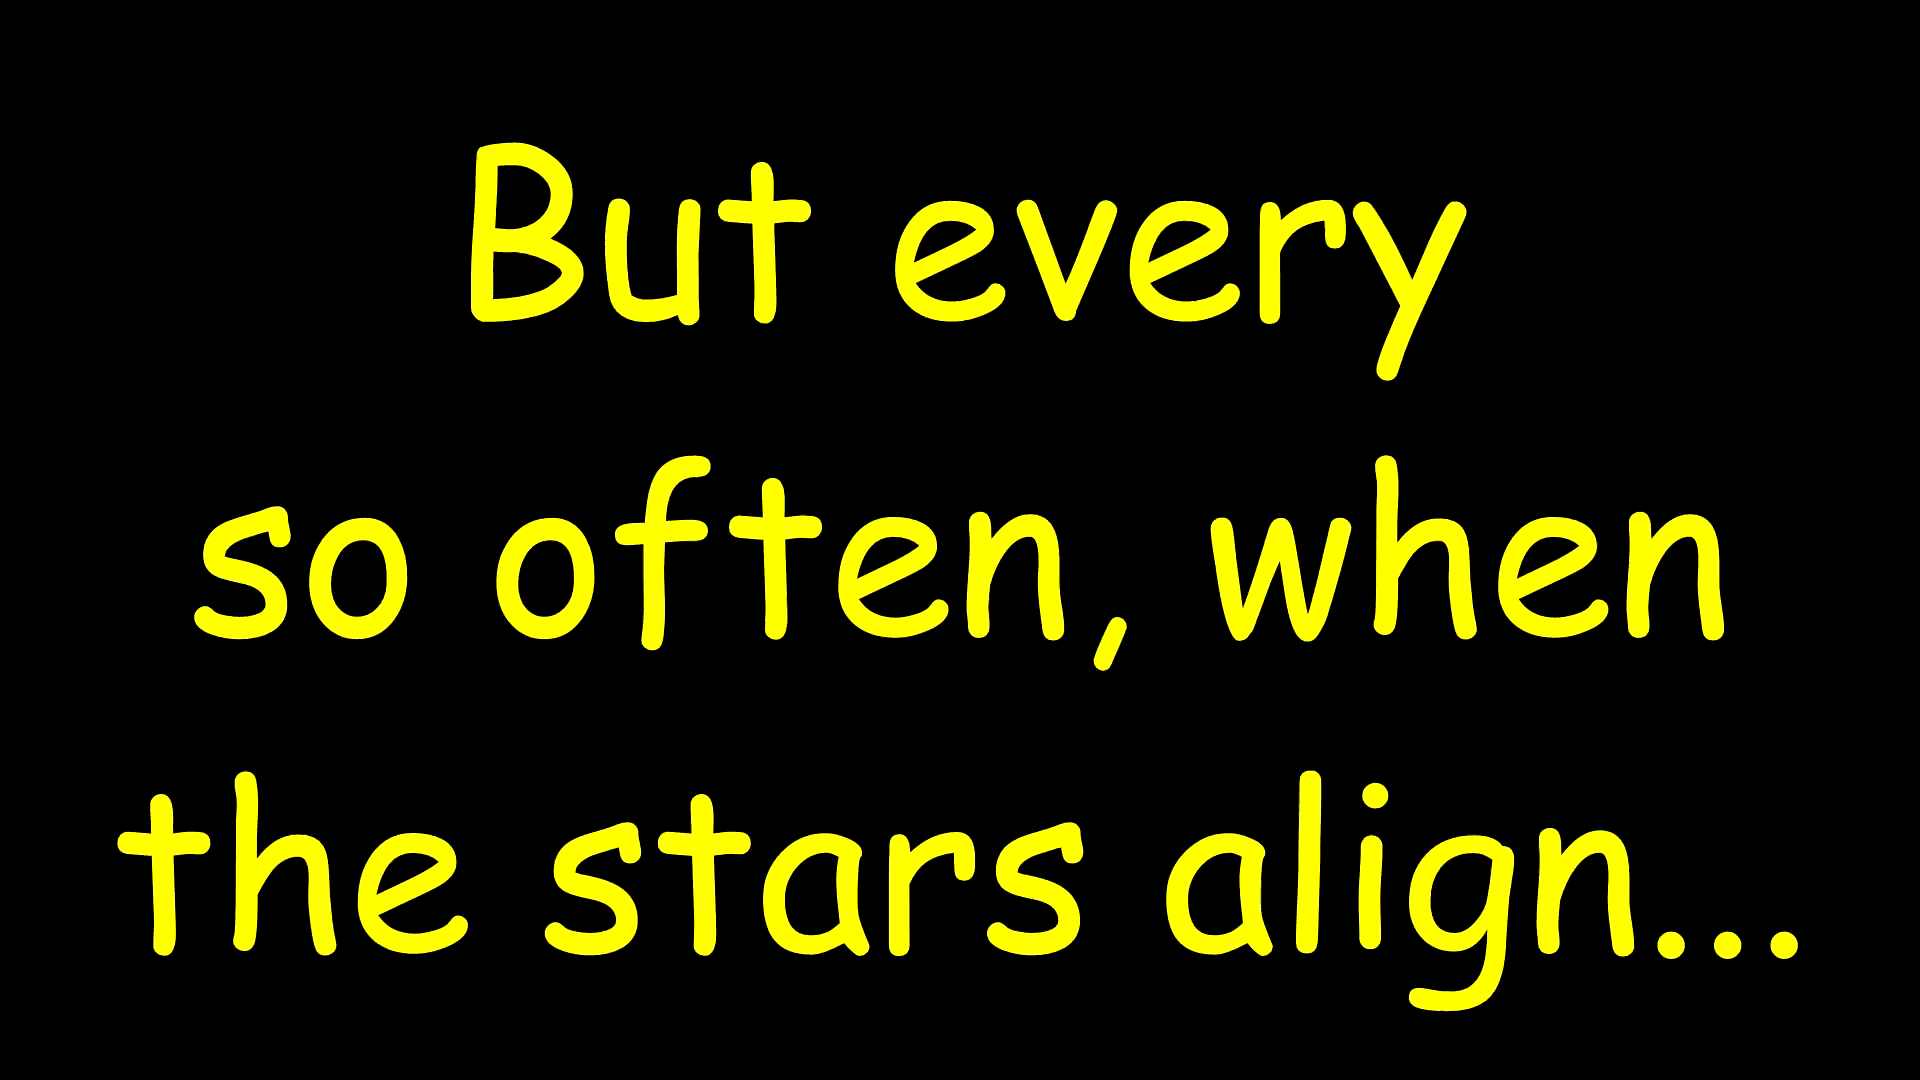 But every
so often, when
the stars align...